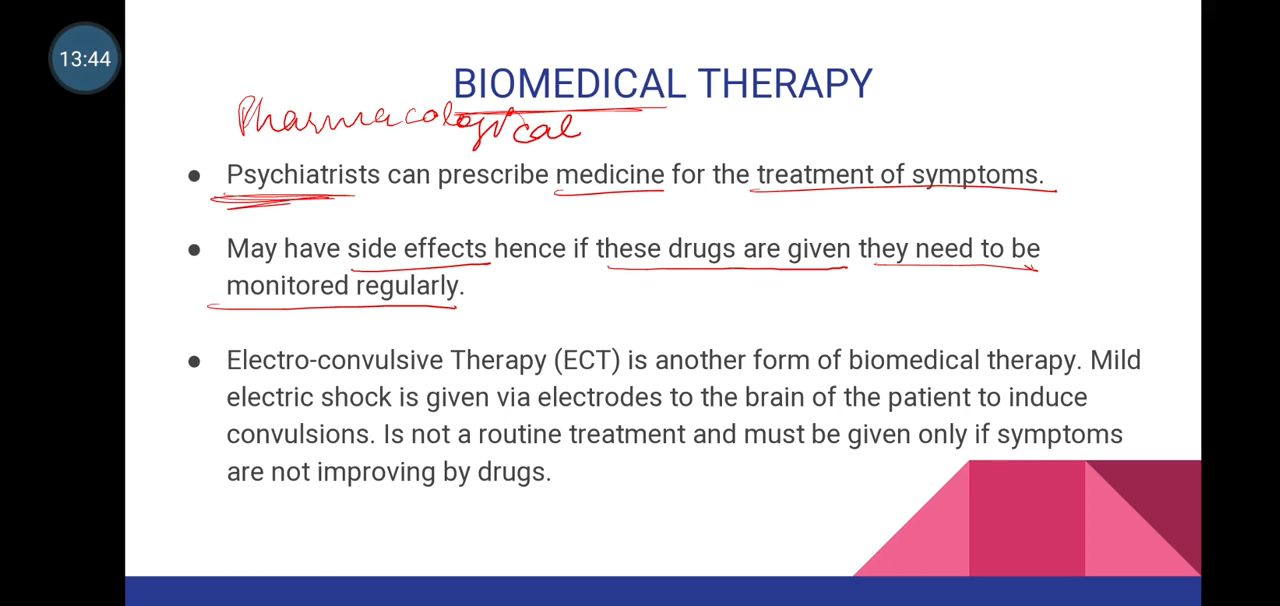 13:44
BIOMEDICAL THERAPY
Pharmacological
● Psychiatrists can prescribe medicine for the treatment of symptoms.
● May have side effects hence if these drugs are given they need to be
monitored regularly.
● Electro-convulsive Therapy (ECT) is another form of biomedical therapy. Mild
electric shock is given via electrodes to the brain of the patient to induce
convulsions. Is not a routine treatment and must be given only if symptoms
are not improving by drugs.